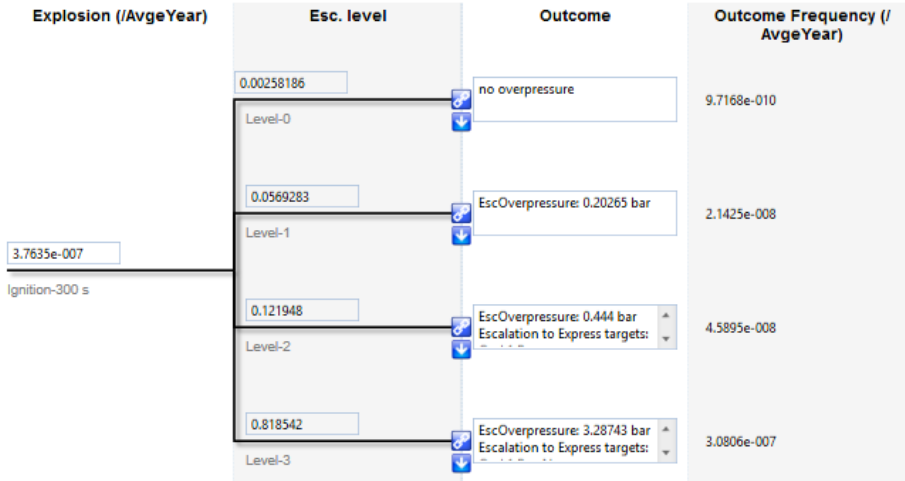 Explosion (/AvgeYear)
Esc. level
Outcome
Outcome Frequency (/
AvgeYear)
0.00258186
Level-0
no overpressure
9.7168e-010
0.0569283
Level-1
EscOverpressure: 0.20265 bar
2.1425e-008
3.7635e-007
Ignition-300 s
0.121948
Level-2
EscOverpressure: 0.444 bar
Escalation to Express targets:
4.5895e-008
0.818542
Level-3
EscOverpressure: 3.28743 bar
Escalation to Express targets:
3.0806e-007